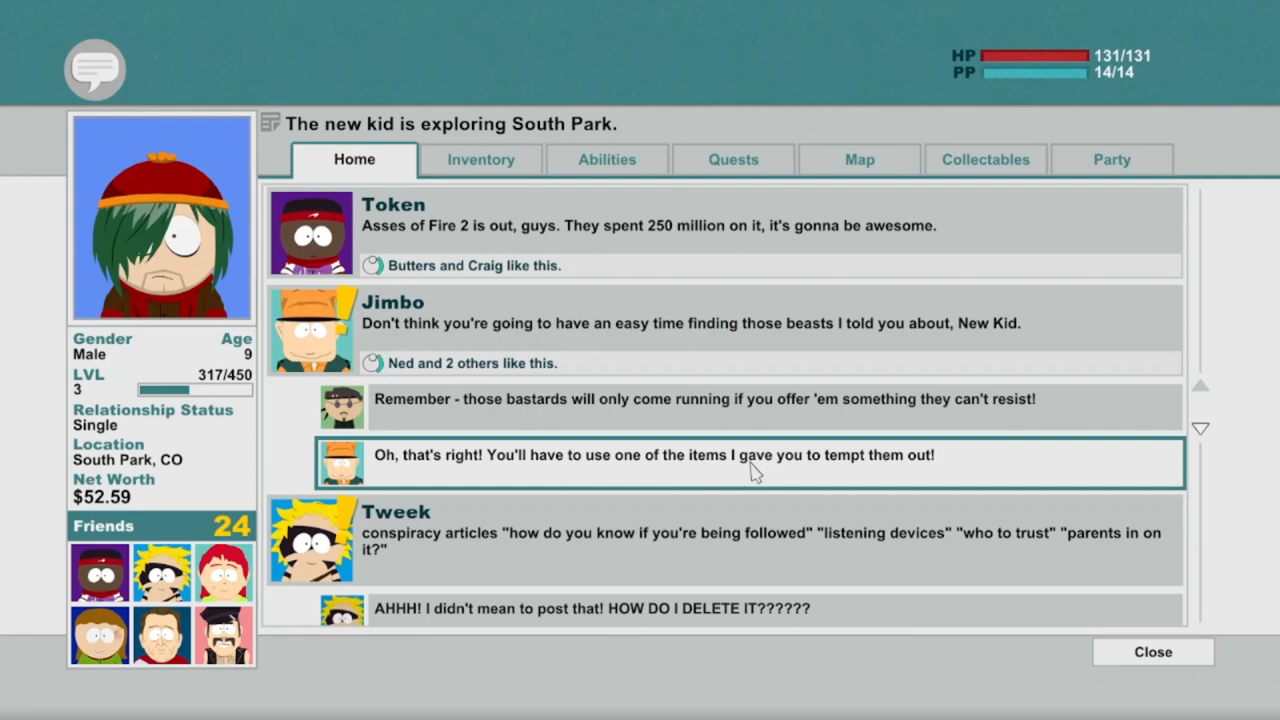 HP 131/131
PP 14/14
The new kid is exploring South Park.
Home
Inventory
Abilities
Quests
Map
Collectables
Party
Gender Age
Male 9
LVL 317/450
3
Relationship Status
Single
Location
South Park, CO
Net Worth
$52.59
Friends 24
Token
Asses of Fire 2 is out, guys. They spent 250 million on it, it's gonna be awesome.
Butters and Craig like this.
Jimbo
Don't think you're going to have an easy time finding those beasts I told you about, New Kid.
Ned and 2 others like this.
Remember - those bastards will only come running if you offer 'em something they can't resist!
Oh, that's right! You'll have to use one of the items I gave you to tempt them out!
Tweek
conspiracy articles "how do you know if you're being followed" "listening devices" "who to trust" "parents in on
it?"
AHHH! I didn't mean to post that! HOW DO I DELETE IT??????
Close